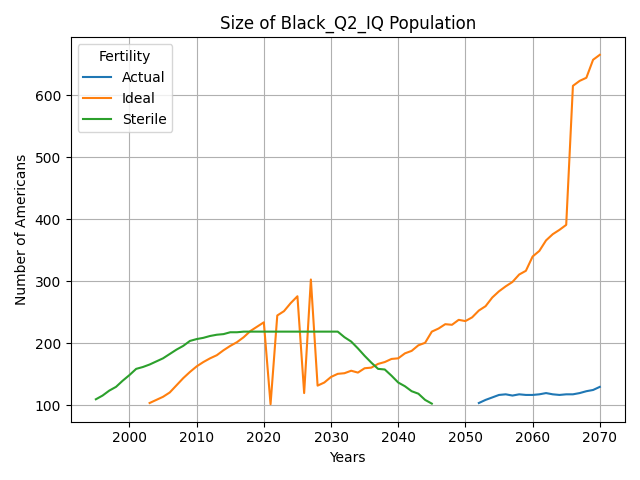 Size of Black_Q2_IQ Population
Fertility
Actual
Ideal
Sterile
Number of Americans
600
500
400
300
200
100
2000 2010 2020 2030 2040 2050 2060 2070
Years